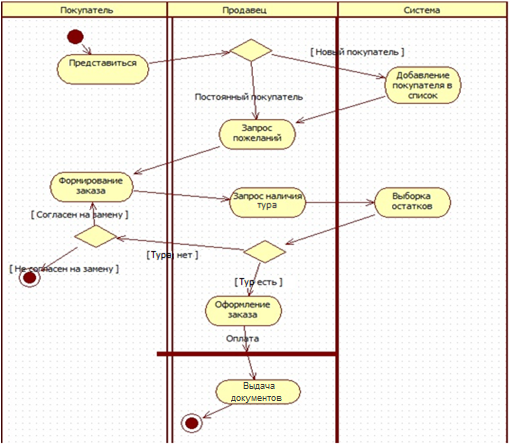 Покупатель
Продавец
Система
[ Новый покупатель ]
Представиться
Добавление
покупателя в
список
Постоянный покупатель
Запрос
пожеланий
Формирование
заказа
Запрос наличия
тура
Выборка
остатков
[ Согласен на замену ]
[Тура нет ]
[ Не согласен на замену ]
[Тур есть ]
Оформление
заказа
Оплата
Выдача
документов